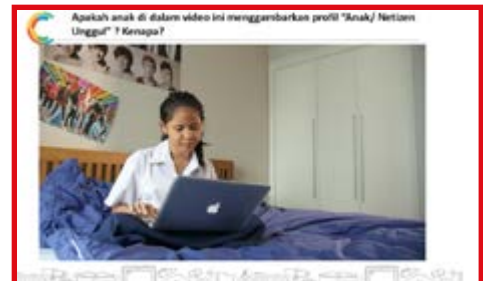 Apakah anak di dalam video ini menggambarkan profil "Anak/ Netizen
Unggul" ? Kenapa?